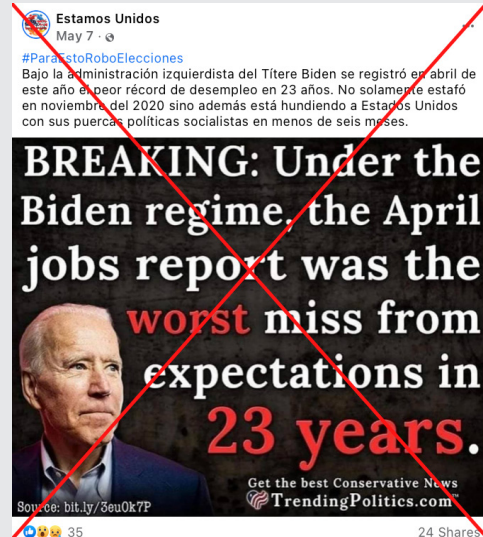 Estamos Unidos
May 7 ·
#ParaEstoRoboElecciones
Bajo la administración izquierdista del Títere Biden se registró en abril de
este año el peor récord de desempleo en 23 años. No solamente estafó
en noviembre del 2020 sino además está hundiendo a Estados Unidos
con sus puercas políticas socialistas en menos de seis meses.
BREAKING: Under the
Biden regime, the April
jobs report was the
worst miss from
expectations in
23 years.
Get the best Conservative News
TrendingPolitics.com™
Source: bit.ly/3eu0k7P
35
24 Shares